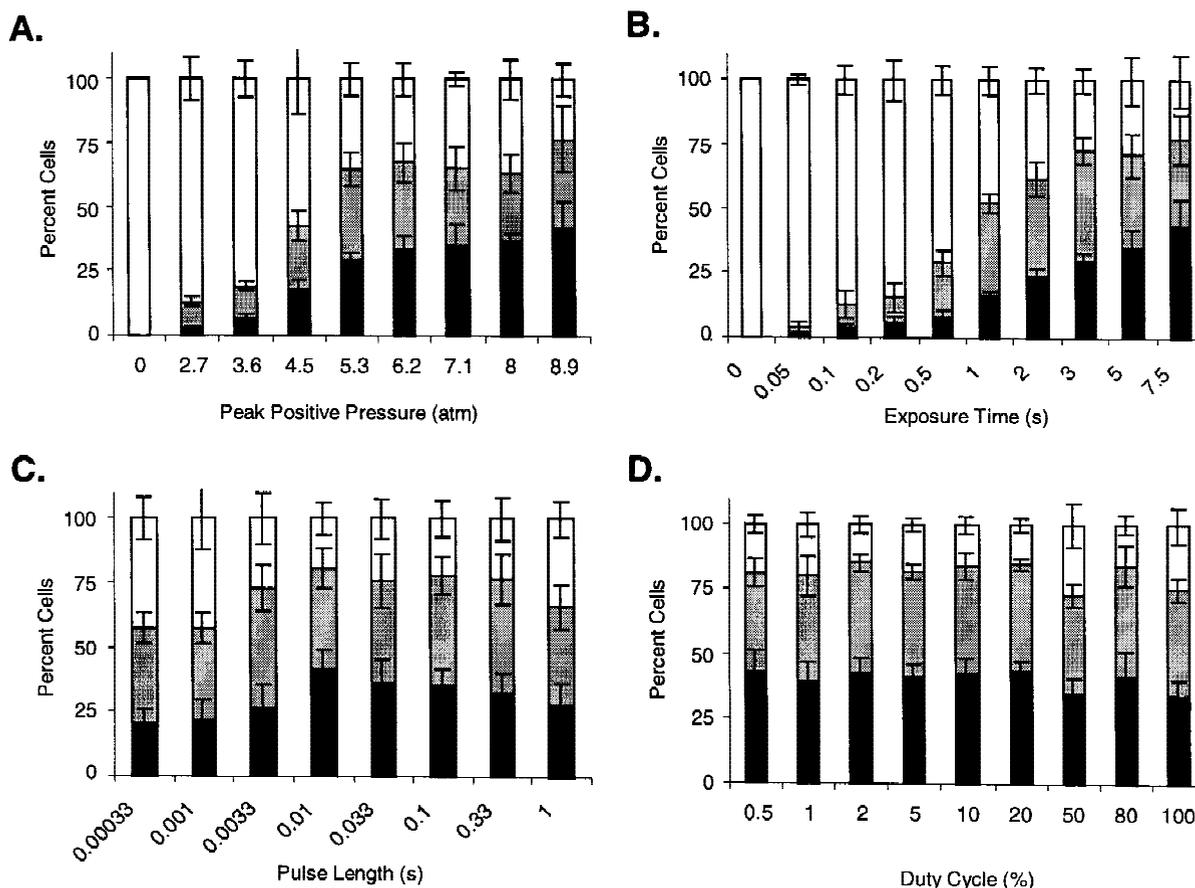 A.
Percent Cells
100
75
50
25
0
0 2.7 3.6 4.5 5.3 6.2 7.1 8 8.9
Peak Positive Pressure (atm)
B.
Percent Cells
100
75
50
25
0
0 0.05 0.1 0.2 0.5 1 2 3 5 7.5
Exposure Time (s)
C.
Percent Cells
100
75
50
25
0
0.00033 0.001 0.0033 0.01 0.033 0.1 0.33 1
Pulse Length (s)
D.
Percent Cells
100
75
50
25
0
0.5 1 2 5 10 20 50 80 100
Duty Cycle (%)